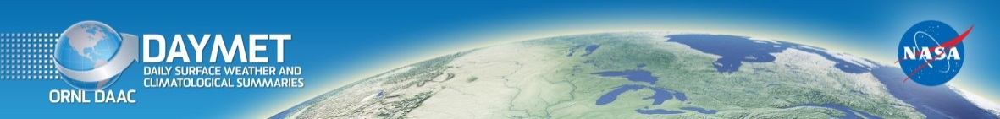 DAYMET
DAILY SURFACE WEATHER AND
CLIMATOLOGICAL SUMMARIES
ORNL DAAC
NASA